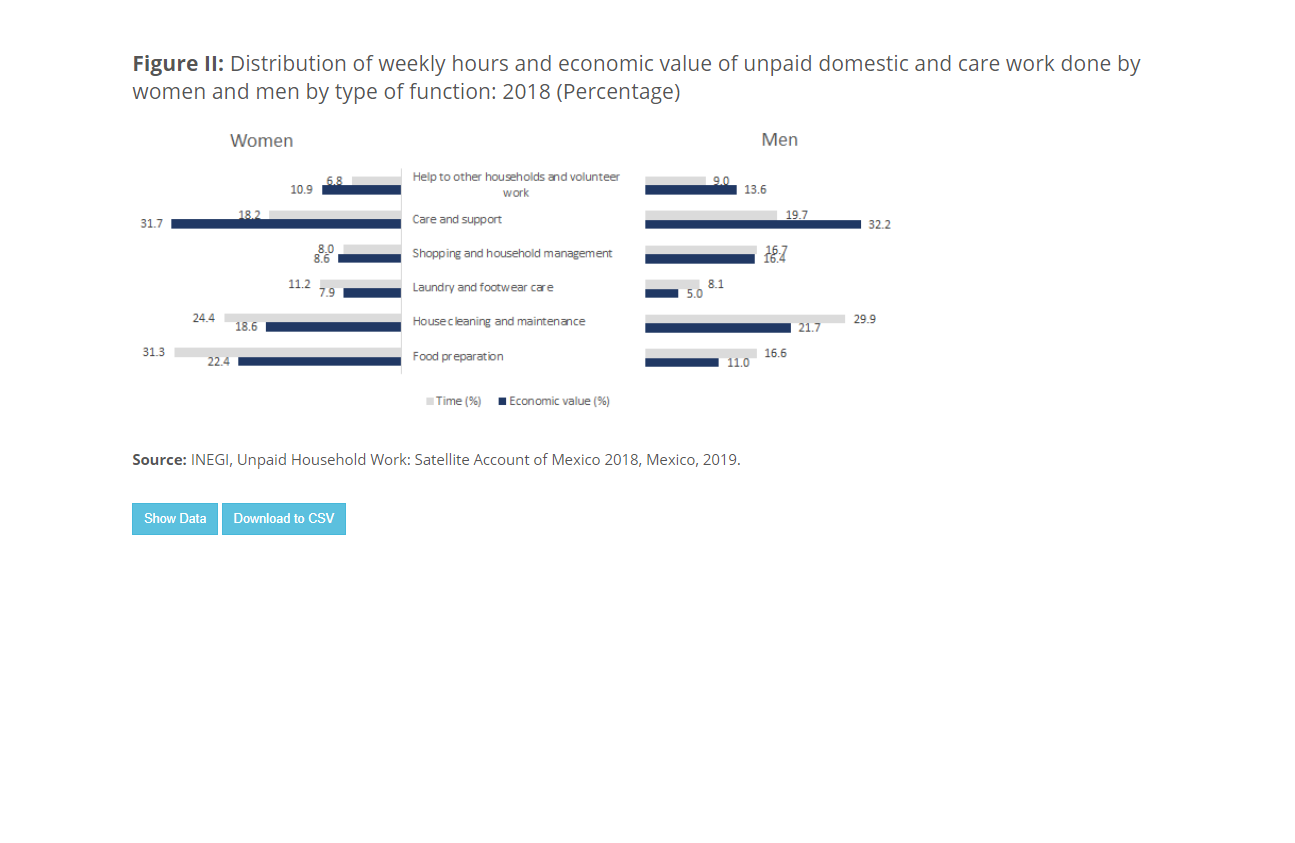 Figure II: Distribution of weekly hours and economic value of unpaid domestic and care work done by
women and men by type of function: 2018 (Percentage)
Women
Men
6.8
10.9
Help to other households and volunteer
work
9.0
13.6
18.2
31.7
Care and support
19.7
32.2
8.0
8.6
Shopping and household management
16.7
16.4
11.2
7.9
Laundry and footwear care
8.1
5.0
24.4
18.6
House cleaning and maintenance
29.9
21.7
31.3
22.4
Food preparation
16.6
11.0
Time (%) Economic value (%)
Source: INEGI, Unpaid Household Work: Satellite Account of Mexico 2018, Mexico, 2019.
Show Data Download to CSV